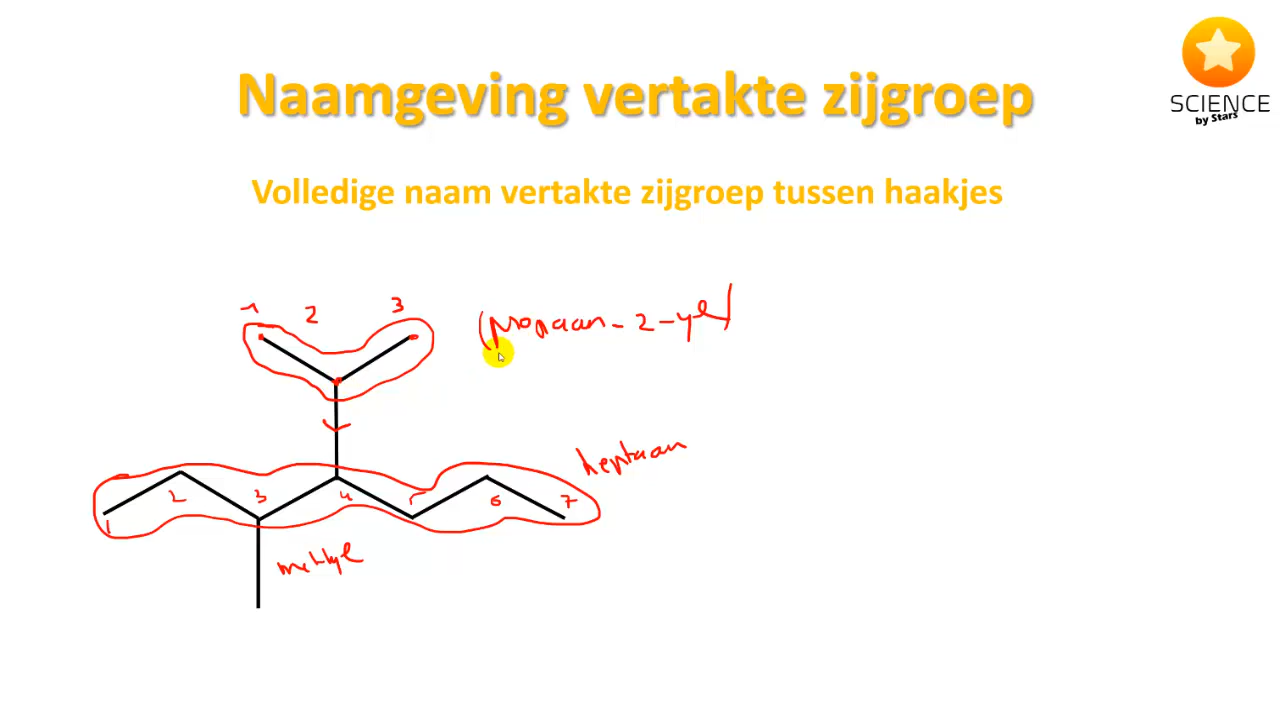 Naamgeving vertakte zijgroep
SCIENCE
by Stars
Volledige naam vertakte zijgroep tussen haakjes
1 2 3
(propaan-2-yl)
heptaan
1 2 3 4 5 6 7
methyl